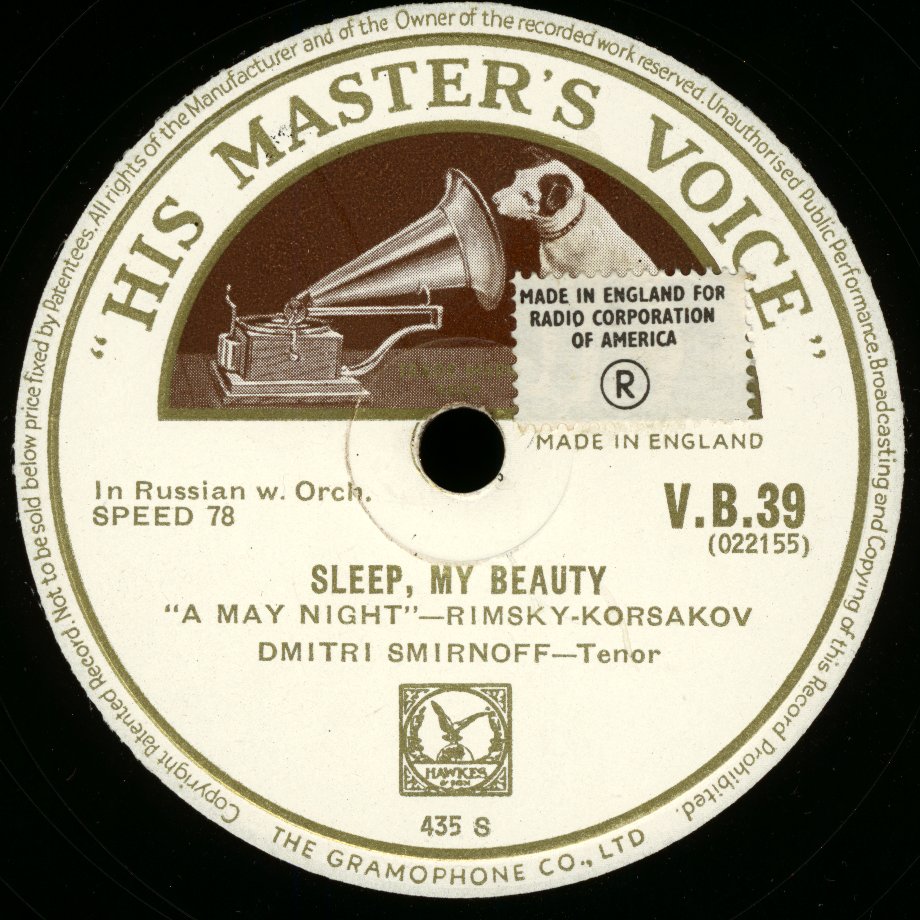 Copyright Patented Record. Not to be sold below price fixed by Patentees. All rights of the Manufacturer and of the Owner of the recorded work reserved. Unauthorised Public Performance. Broadcasting and Copying of this Record Prohibited.
"HIS MASTER'S VOICE"
MADE IN ENGLAND FOR
RADIO CORPORATION
OF AMERICA
R
MADE IN ENGLAND
In Russian w. Orch.
SPEED 78
V.B.39
(022155)
SLEEP, MY BEAUTY
"A MAY NIGHT"—RIMSKY-KORSAKOV
DMITRI SMIRNOFF—Tenor
HAWKES
& SON
435 S
THE GRAMOPHONE CO., LTD